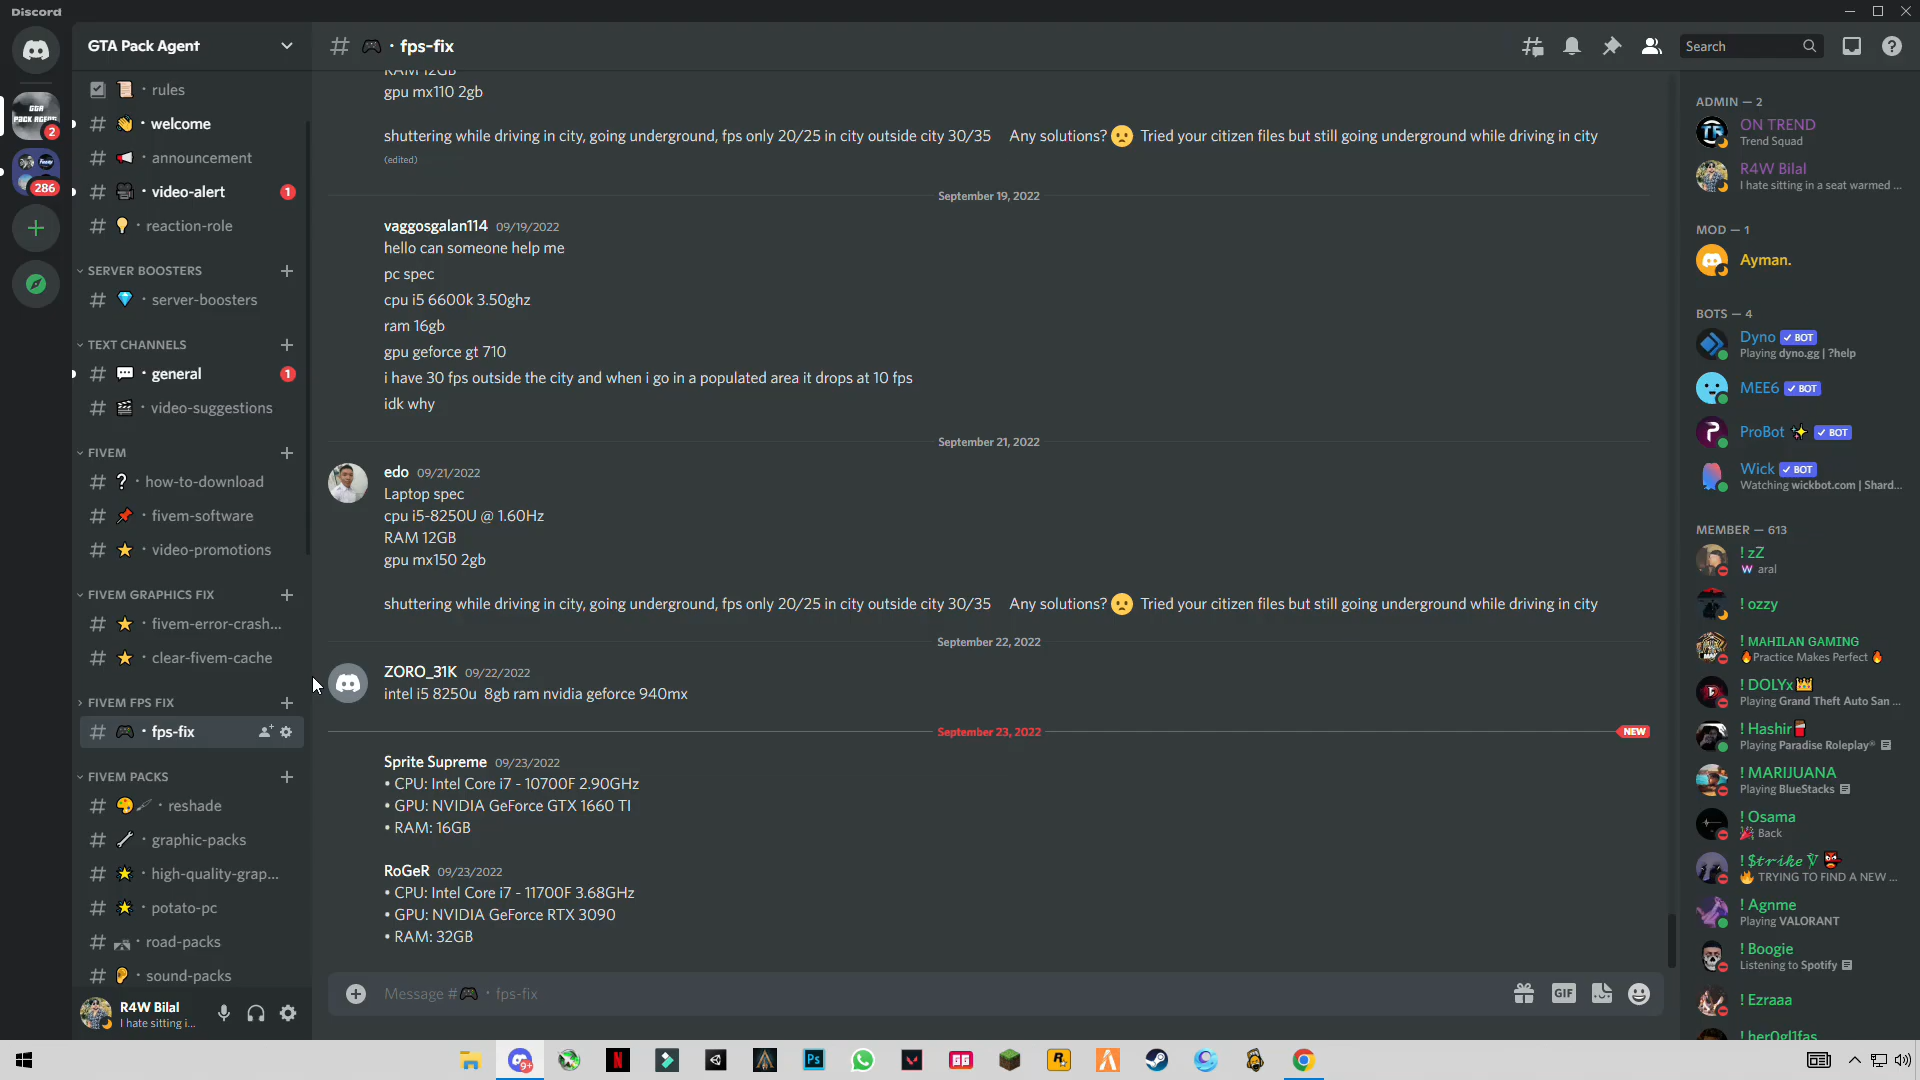 Discord
GTA Pack Agent
rules
welcome
announcement
video-alert
1
reaction-role
SERVER BOOSTERS
server-boosters
TEXT CHANNELS
general
1
video-suggestions
FIVEM
how-to-download
fivem-software
video-promotions
FIVEM GRAPHICS FIX
fivem-error-crash...
clear-fivem-cache
FIVEM FPS FIX
fps-fix
FIVEM PACKS
reshade
graphic-packs
high-quality-grap...
potato-pc
road-packs
sound-packs
R4W Bilal
I hate sitting i...
GTA
PACK AGENT
2
286
fps-fix
Search
RAM 12GB
gpu mx110 2gb
shuttering while driving in city, going underground, fps only 20/25 in city outside city 30/35 Any solutions? 😟 Tried your citizen files but still going underground while driving in city
(edited)
September 19, 2022
vaggosgalan114 09/19/2022
hello can someone help me
pc spec
cpu i5 6600k 3.50ghz
ram 16gb
gpu geforce gt 710
i have 30 fps outside the city and when i go in a populated area it drops at 10 fps
idk why
September 21, 2022
edo 09/21/2022
Laptop spec
cpu i5-8250U @ 1.60Hz
RAM 12GB
gpu mx150 2gb
shuttering while driving in city, going underground, fps only 20/25 in city outside city 30/35 Any solutions? 😟 Tried your citizen files but still going underground while driving in city
September 22, 2022
ZORO_31K 09/22/2022
intel i5 8250u 8gb ram nvidia geforce 940mx
September 23, 2022
NEW
Sprite Supreme 09/23/2022
• CPU: Intel Core i7 - 10700F 2.90GHz
• GPU: NVIDIA GeForce GTX 1660 TI
• RAM: 16GB
RoGeR 09/23/2022
• CPU: Intel Core i7 - 11700F 3.68GHz
• GPU: NVIDIA GeForce RTX 3090
• RAM: 32GB
Message #🎮・fps-fix
GIF
ADMIN — 2
ON TREND
Trend Squad
R4W Bilal
I hate sitting in a seat warmed ...
MOD — 1
Ayman.
BOTS — 4
Dyno ✓ BOT
Playing dyno.gg | ?help
MEE6 ✓ BOT
ProBot ✨ ✓ BOT
Wick ✓ BOT
Watching wickbot.com | Shard...
MEMBER — 613
! zZ
aral
! ozzy
! MAHILAN GAMING
🔥Practice Makes Perfect 🔥
! DOLYx👑
Playing Grand Theft Auto San ...
! Hashir
Playing Paradise Roleplay®
! MARIJUANA
Playing BlueStacks
! Osama
🎉 Back
! $𝓽𝓻𝓲𝓴𝓮 ℣ 👺
🔥 TRYING TO FIND A NEW ...
! Agnme
Playing VALORANT
! Boogie
Listening to Spotify
! Ezraaa
! her0gl1fas
9+
N
Ps
R